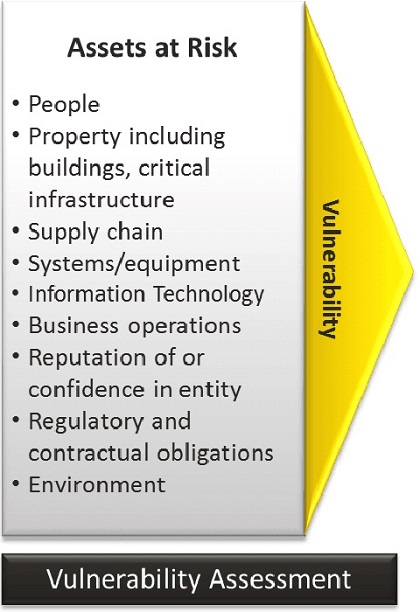 Assets at Risk
• People
• Property including
buildings, critical
infrastructure
• Supply chain
• Systems/equipment
• Information Technology
• Business operations
• Reputation of or
confidence in entity
• Regulatory and
contractual obligations
• Environment
Vulnerability
Vulnerability Assessment